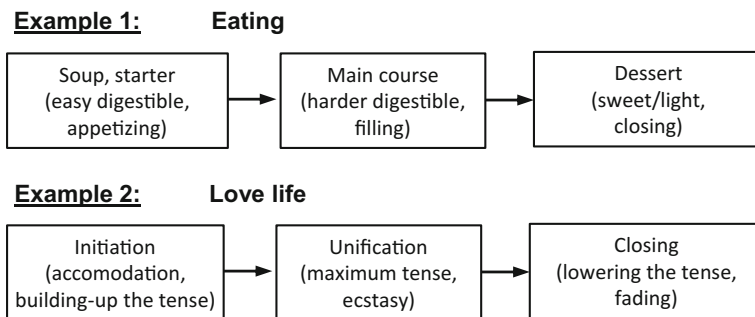 Example 1: Eating
Soup, starter
(easy digestible,
appetizing)
Main course
(harder digestible,
filling)
Dessert
(sweet/light,
closing)
Example 2: Love life
Initiation
(accomodation,
building-up the tense)
Unification
(maximum tense,
ecstasy)
Closing
(lowering the tense,
fading)